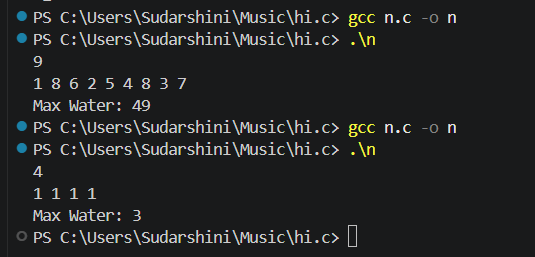 PS C:\Users\Sudarshini\Music\hi.c> gcc n.c -o n
PS C:\Users\Sudarshini\Music\hi.c> .\n
9
1 8 6 2 5 4 8 3 7
Max Water: 49
PS C:\Users\Sudarshini\Music\hi.c> gcc n.c -o n
PS C:\Users\Sudarshini\Music\hi.c> .\n
4
1 1 1 1
Max Water: 3
PS C:\Users\Sudarshini\Music\hi.c>